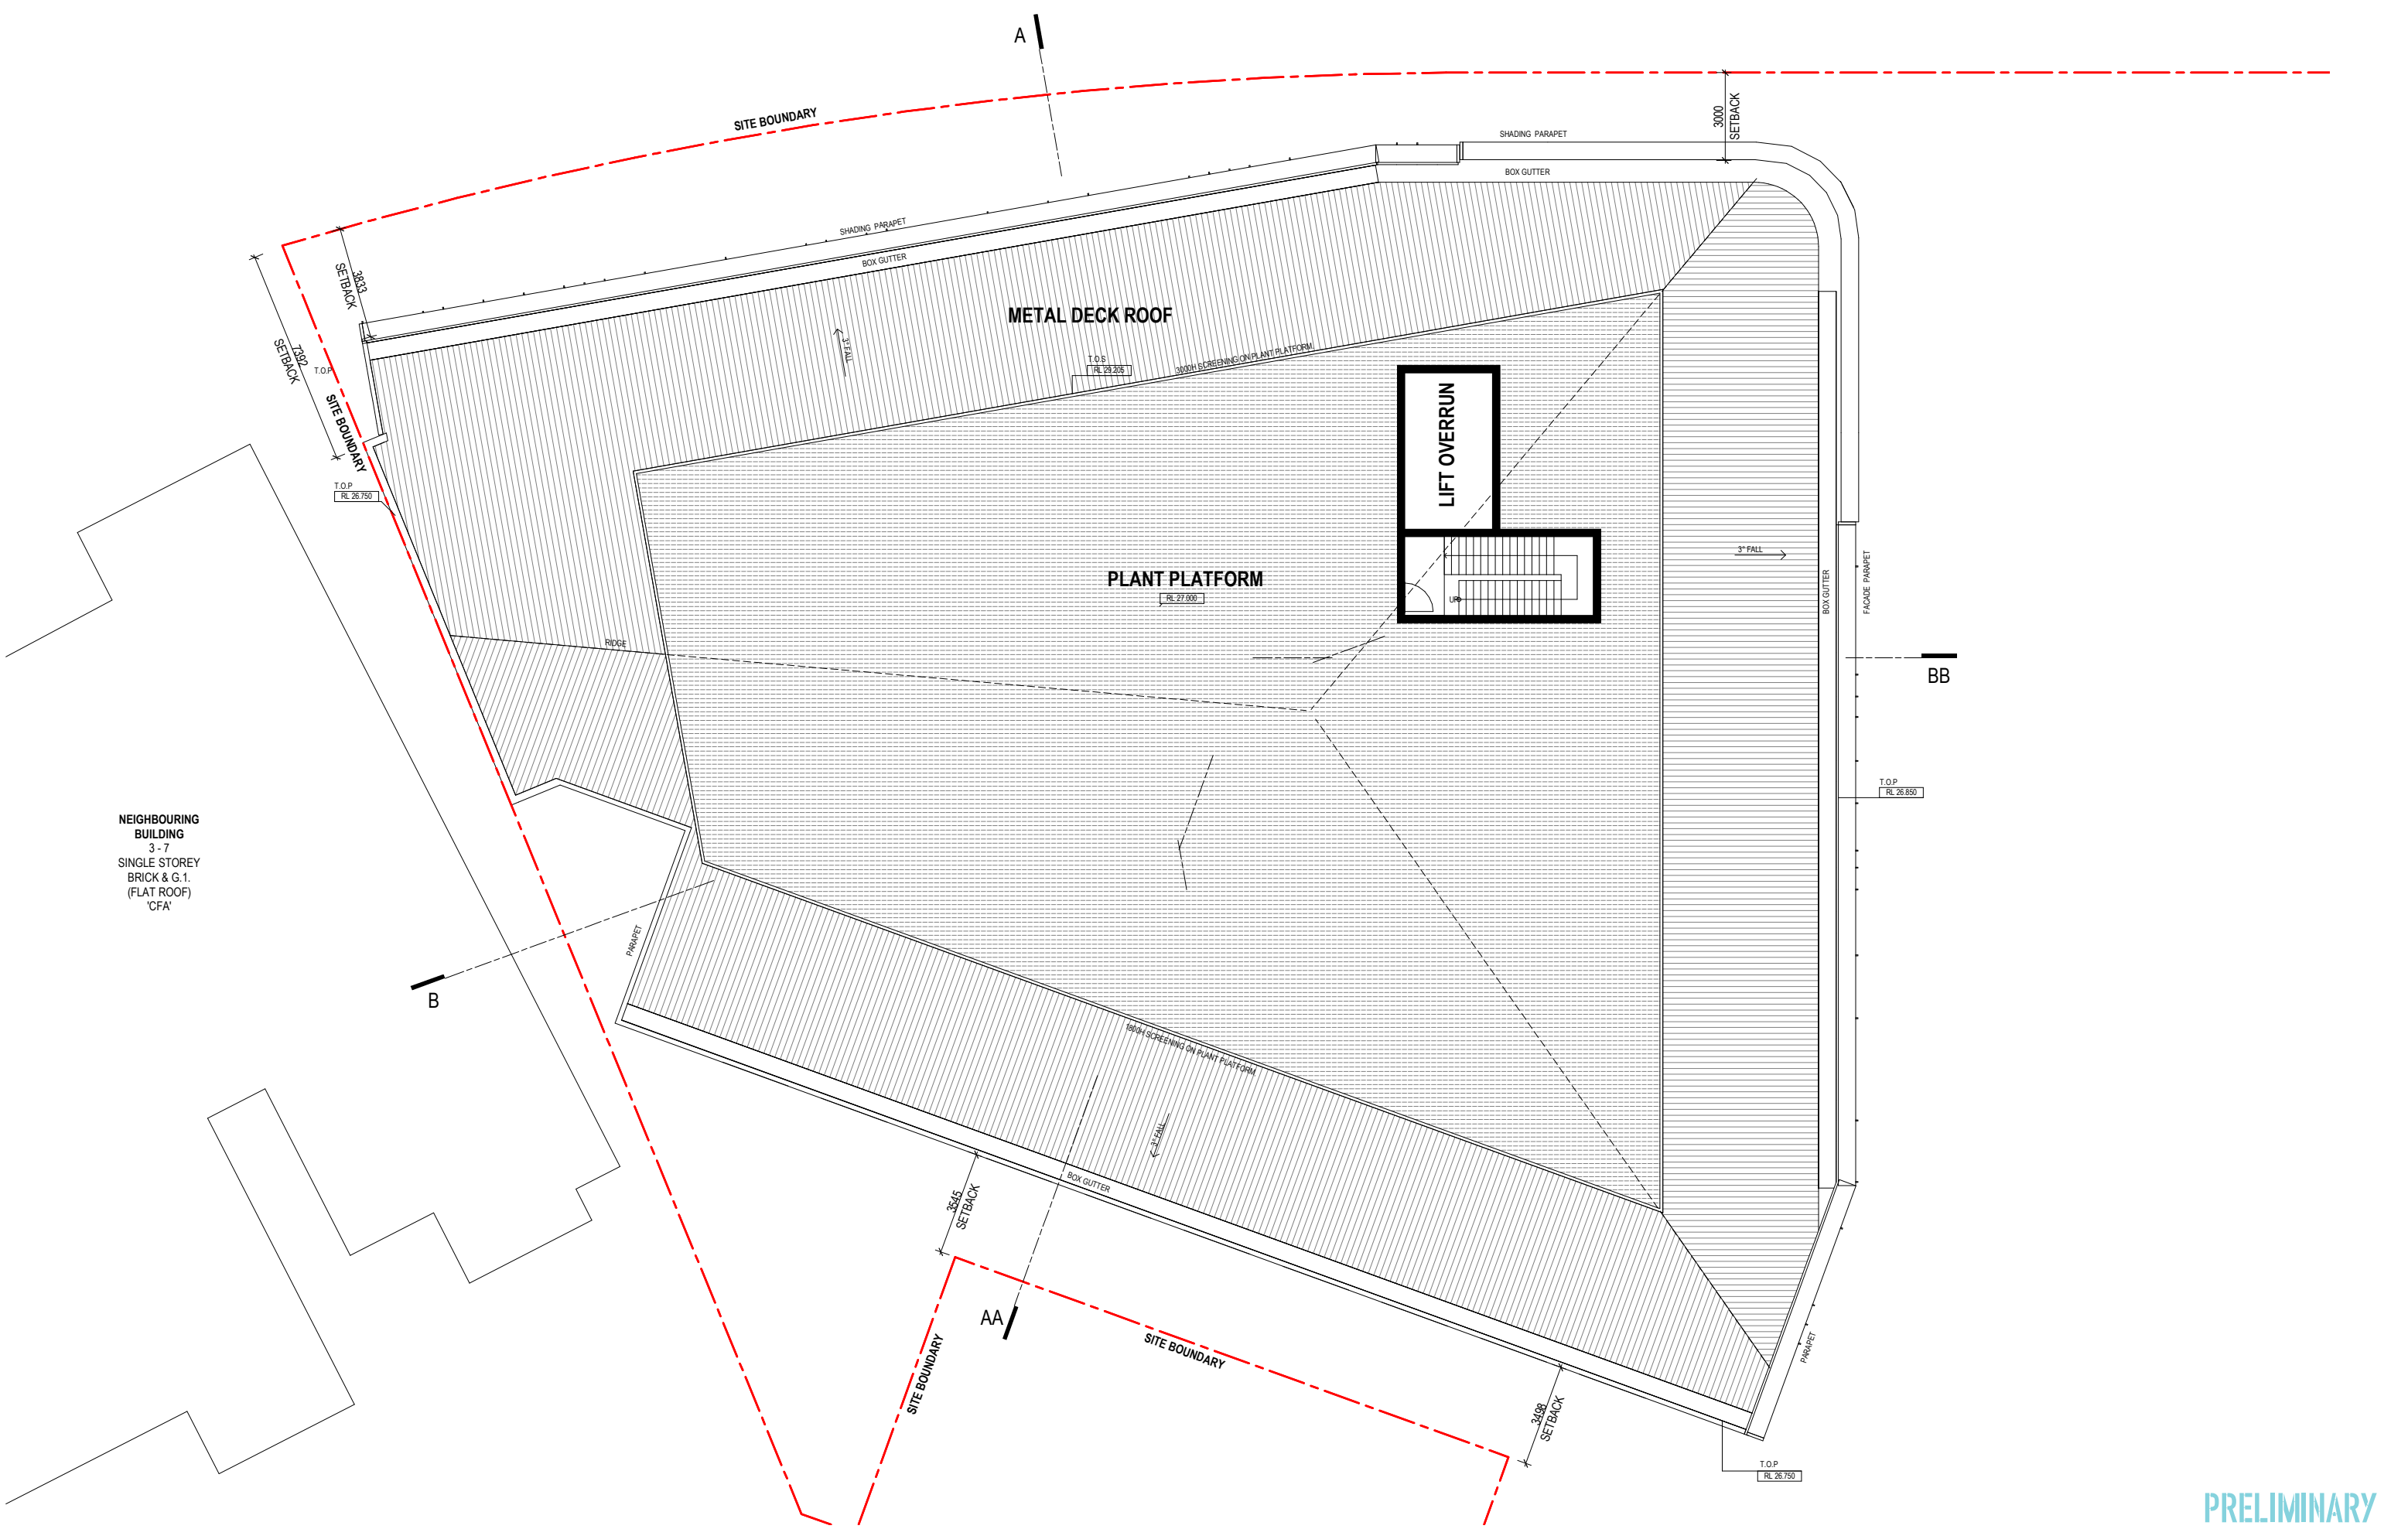 A
SITE BOUNDARY
3000
SETBACK
SHADING PARAPET
BOX GUTTER
SHADING PARAPET
BOX GUTTER
3833
SETBACK
7392
SETBACK
T.O.P
SITE BOUNDARY
METAL DECK ROOF
3° FALL
T.O.S
RL 29.205
3000H SCREENING ON PLANT PLATFORM
LIFT OVERRUN
T.O.P
RL 26.750
PLANT PLATFORM
RL 27.000
UP
3° FALL
BOX GUTTER
FACADE PARAPET
RIDGE
BB
T.O.P
RL 26.850
NEIGHBOURING
BUILDING
3 - 7
SINGLE STOREY
BRICK & G.1.
(FLAT ROOF)
'CFA'
PARAPET
B
1800H SCREENING ON PLANT PLATFORM
3° FALL
BOX GUTTER
3545
SETBACK
AA
SITE BOUNDARY
SITE BOUNDARY
PARAPET
3498
SETBACK
T.O.P
RL 26.750
PRELIMINARY